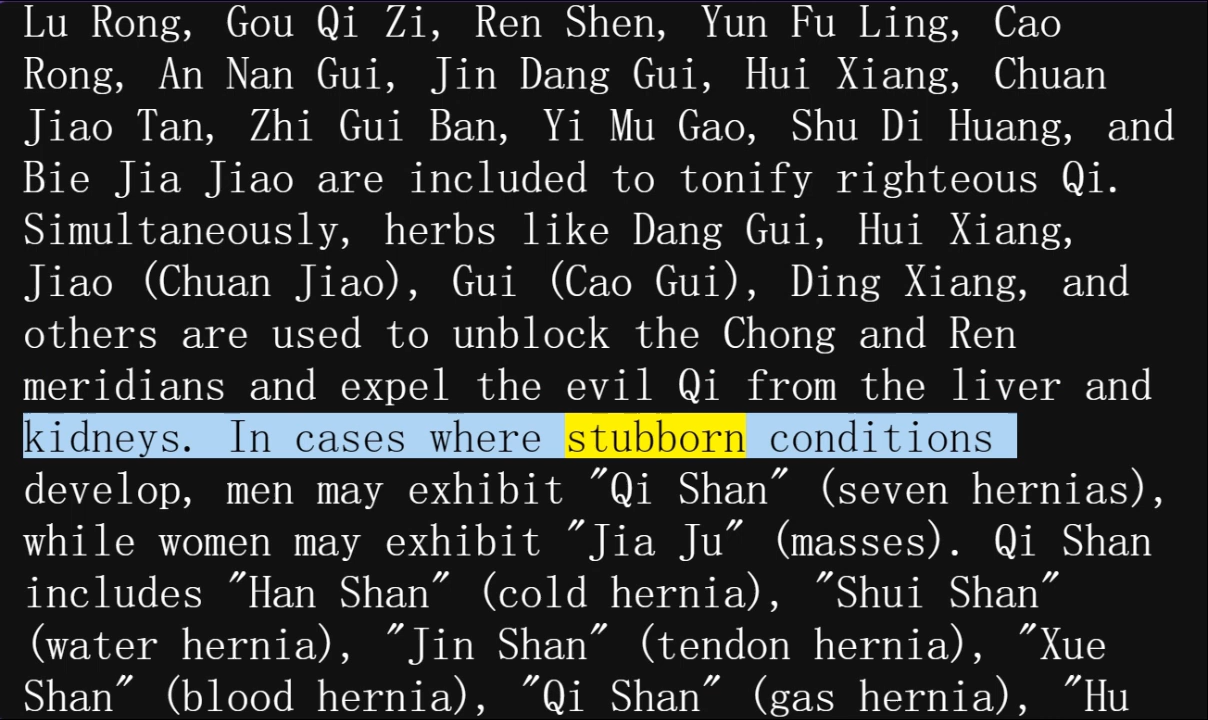 Lu Rong, Gou Qi Zi, Ren Shen, Yun Fu Ling, Cao
Rong, An Nan Gui, Jin Dang Gui, Hui Xiang, Chuan
Jiao Tan, Zhi Gui Ban, Yi Mu Gao, Shu Di Huang, and
Bie Jia Jiao are included to tonify righteous Qi.
Simultaneously, herbs like Dang Gui, Hui Xiang,
Jiao (Chuan Jiao), Gui (Cao Gui), Ding Xiang, and
others are used to unblock the Chong and Ren
meridians and expel the evil Qi from the liver and
kidneys. In cases where stubborn conditions
develop, men may exhibit "Qi Shan" (seven hernias),
while women may exhibit "Jia Ju" (masses). Qi Shan
includes "Han Shan" (cold hernia), "Shui Shan"
(water hernia), "Jin Shan" (tendon hernia), "Xue
Shan" (blood hernia), "Qi Shan" (gas hernia), "Hu